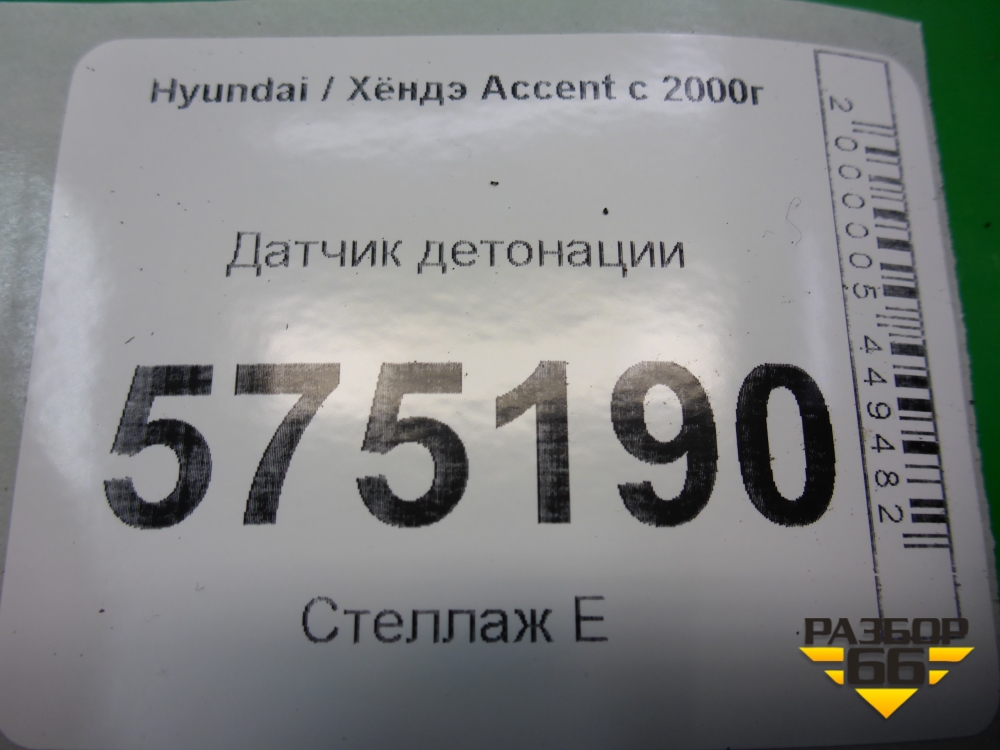 Hyundai / Хёндэ Accent с 2000г
Датчик детонации
575190
Стеллаж Е
2000005449482
РАЗБОР
66